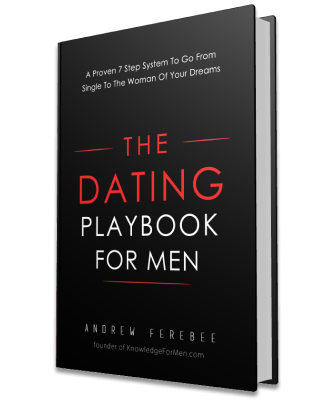 A Proven 7 Step System To Go From
Single To The Woman Of Your Dreams
THE
DATING
PLAYBOOK
FOR MEN
ANDREW FEREBEE
founder of KnowledgeForMen.com